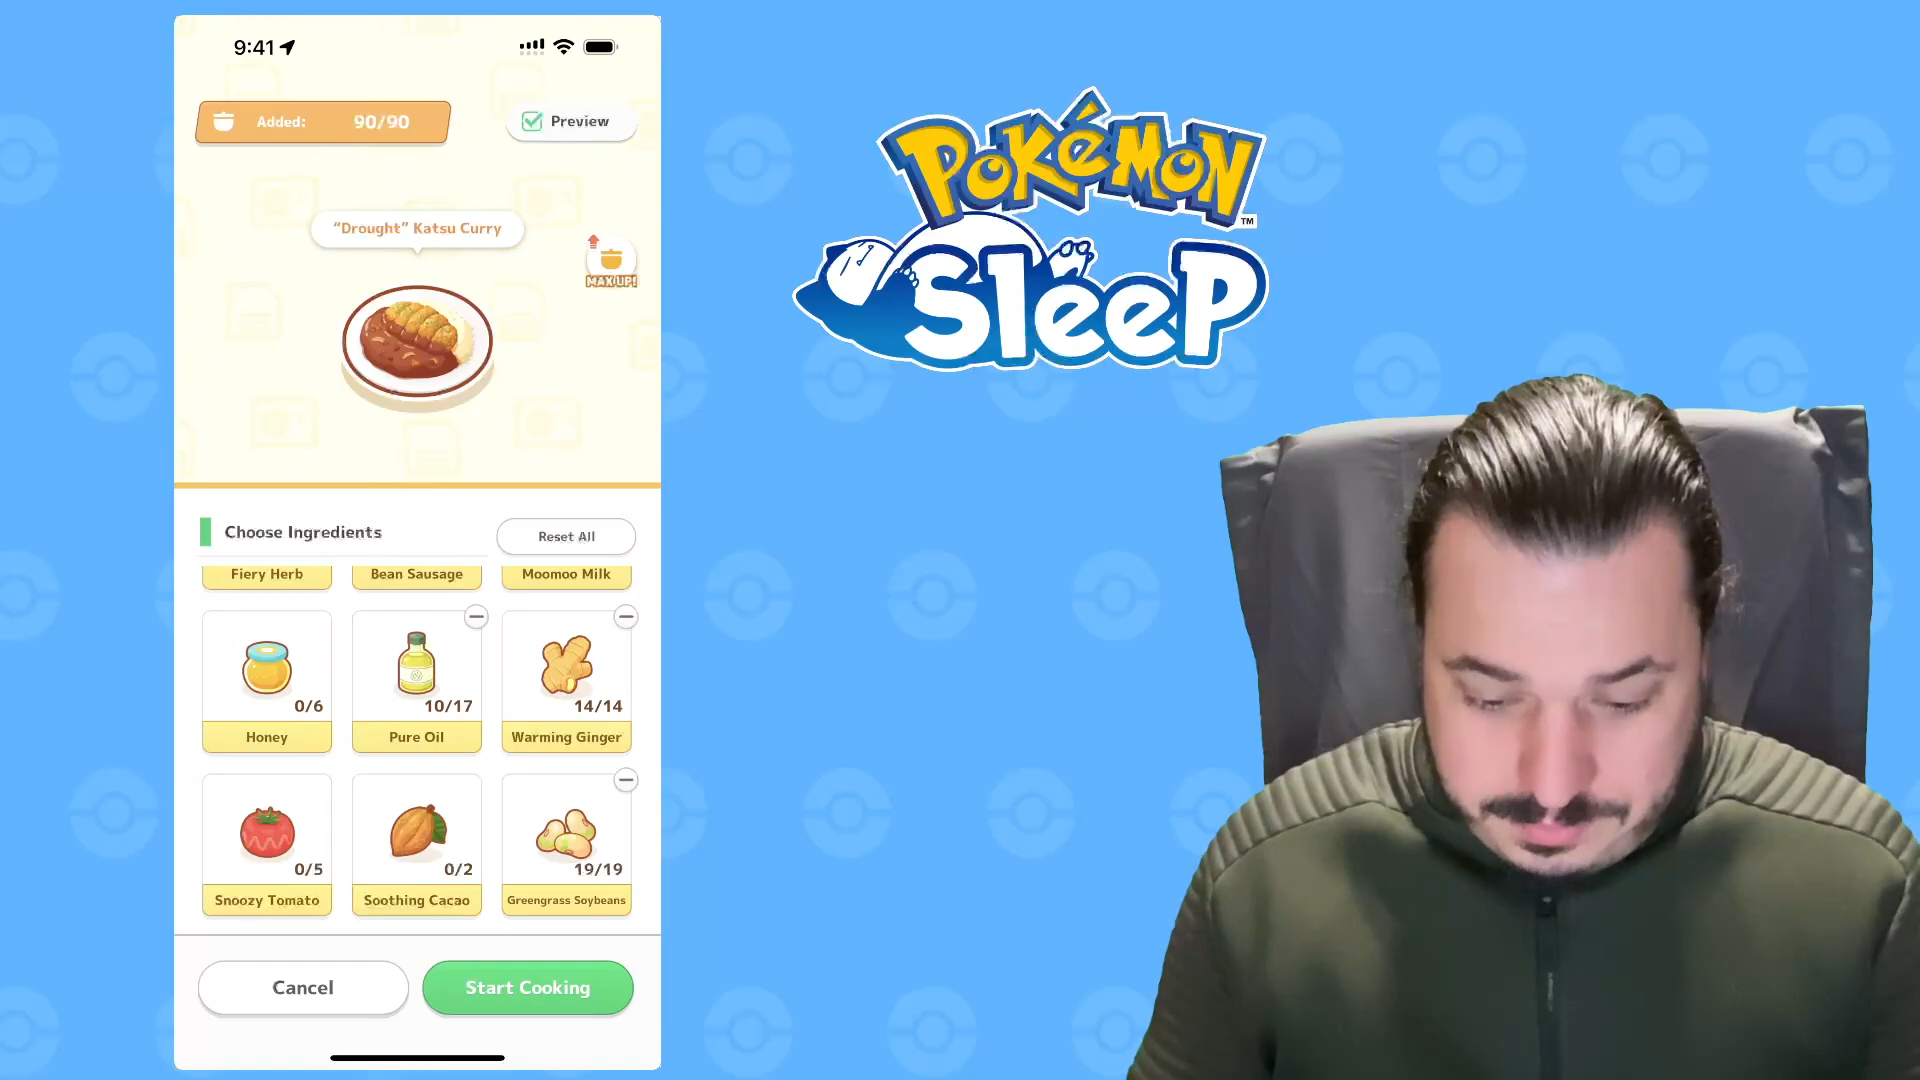 9:41
Added: 90/90
Preview
"Drought" Katsu Curry
MAX UP!
Choose Ingredients
Reset All
Fiery Herb
Bean Sausage
Moomoo Milk
0/6
10/17
14/14
Honey
Pure Oil
Warming Ginger
0/5
0/2
19/19
Snoozy Tomato
Soothing Cacao
Greengrass Soybeans
Cancel
Start Cooking
POKéMON
TM
SleeP